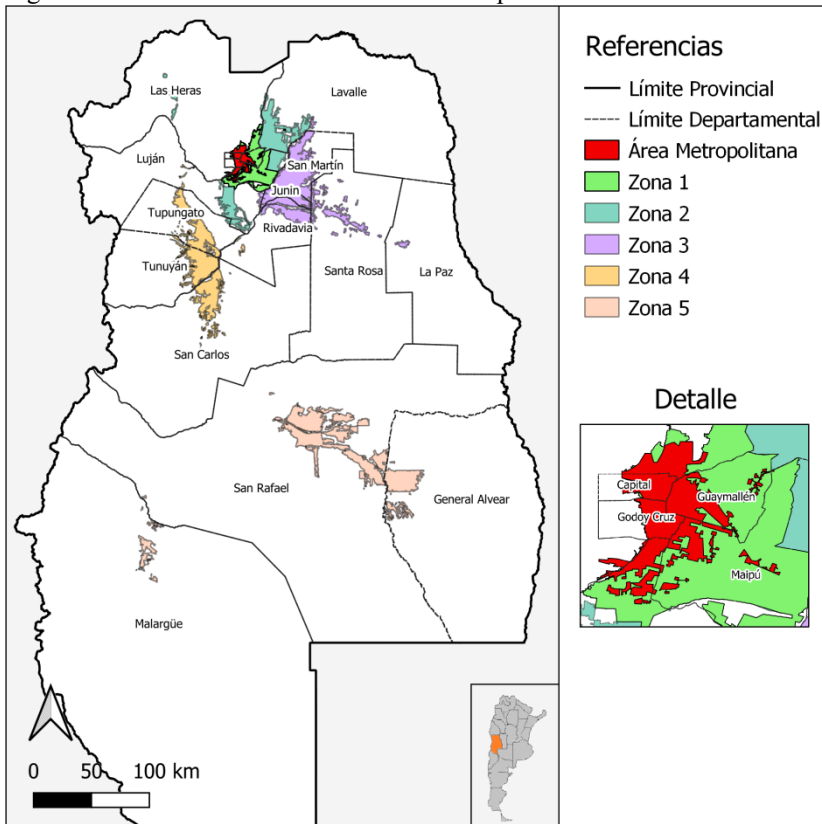 Referencias
Límite Provincial
Límite Departamental
Área Metropolitana
Zona 1
Zona 2
Zona 3
Zona 4
Zona 5
Las Heras
Lavalle
Luján
San Martín
Junin
Tupungato
Rivadavia
Tunuyán
Santa Rosa
La Paz
San Carlos
San Rafael
General Alvear
Malargüe
0 50 100 km
Detalle
Capital
Guaymallén
Godoy Cruz
Maipú